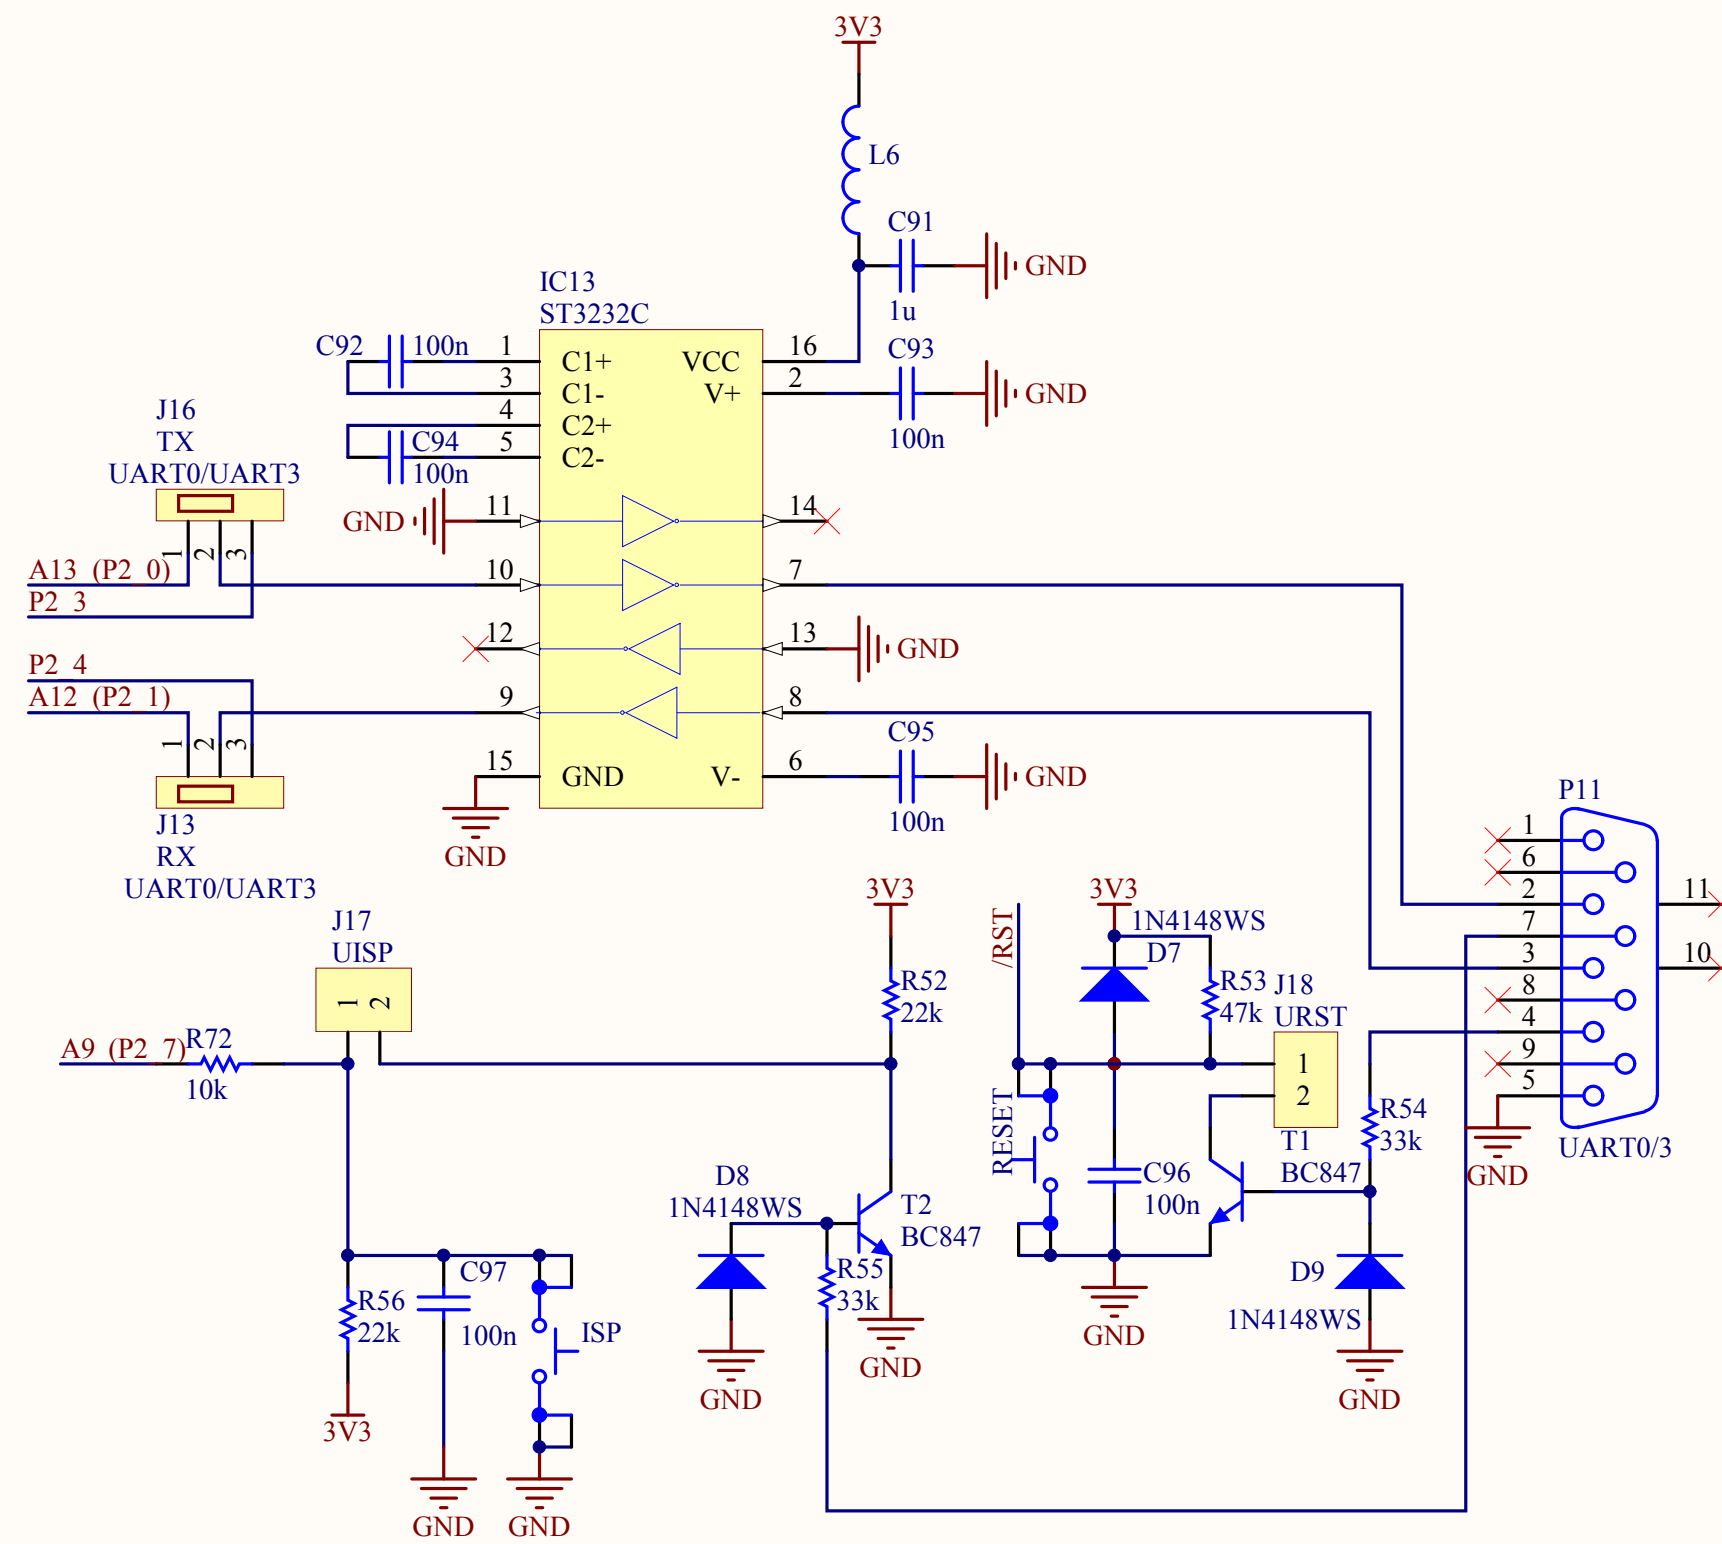 3V3
L6
C91
GND
1u
IC13
ST3232C
C92
100n
1
3
4
5
C1+
C1-
C2+
C2-
VCC
V+
16
2
C93
GND
100n
C94
100n
J16
TX
UART0/UART3
1
2
3
GND
11
14
A13 (P2_0)
P2_3
10
7
12
13
GND
P2_4
A12 (P2_1)
9
8
1
2
3
15
GND
V-
6
C95
GND
100n
GND
J13
RX
UART0/UART3
P11
1
6
2
7
3
8
4
9
5
11
10
GND
UART0/3
J17
UISP
1
2
A9 (P2_7)
R72
10k
3V3
R52
22k
/RST
3V3
1N4148WS
D7
R53
47k
J18
URST
1
2
RESET
C96
100n
T1
BC847
R54
33k
D8
1N4148WS
T2
BC847
R55
33k
GND
GND
GND
D9
1N4148WS
GND
R56
22k
3V3
C97
100n
ISP
GND
GND